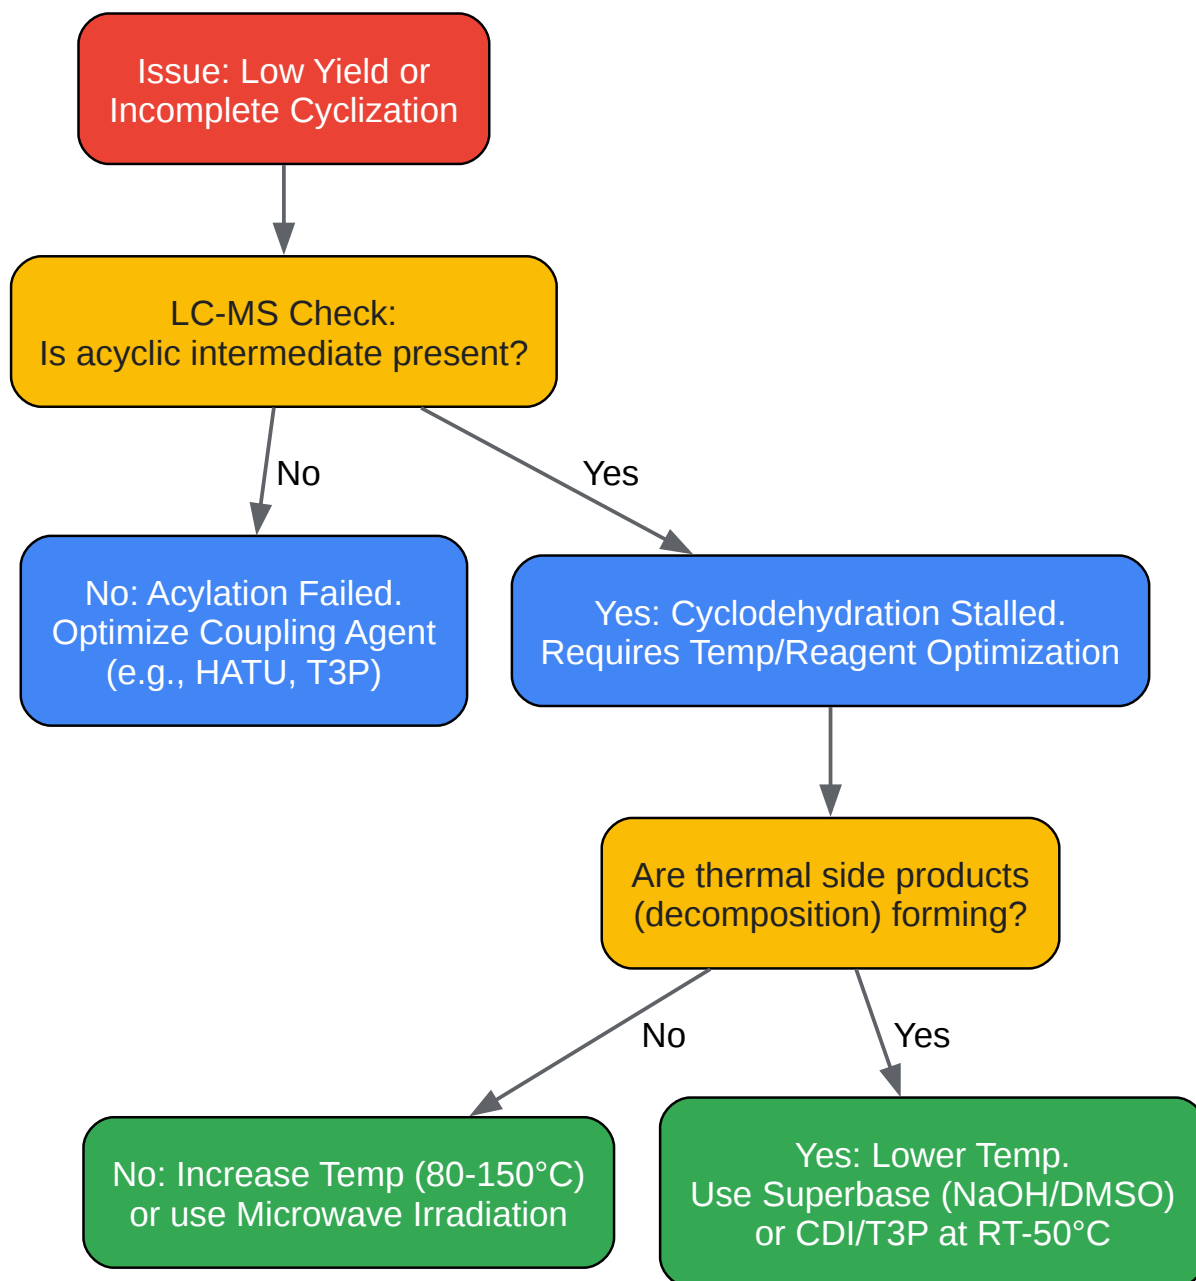 Issue: Low Yield or
Incomplete Cyclization
LC-MS Check:
Is acyclic intermediate present?
No
Yes
No: Acylation Failed.
Optimize Coupling Agent
(e.g., HATU, T3P)
Yes: Cyclodehydration Stalled.
Requires Temp/Reagent Optimization
Are thermal side products
(decomposition) forming?
No
Yes
No: Increase Temp (80-150°C)
or use Microwave Irradiation
Yes: Lower Temp.
Use Superbase (NaOH/DMSO)
or CDI/T3P at RT-50°C